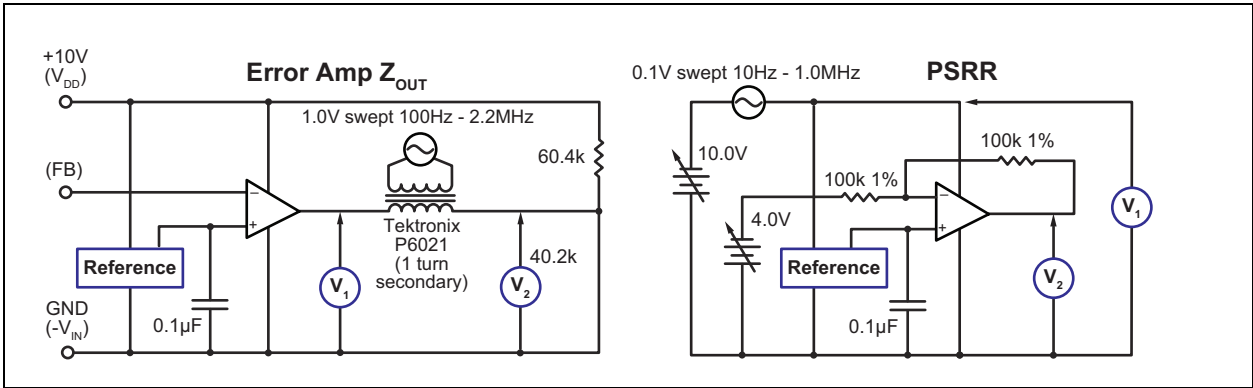 Error Amp Z_OUT
+10V
(V_DD)
1.0V swept 100Hz - 2.2MHz
60.4k
(FB)
−
+
Tektronix
P6021
(1 turn
secondary)
40.2k
Reference
V_1
V_2
GND
(-V_IN)
0.1µF
PSRR
0.1V swept 10Hz - 1.0MHz
100k 1%
10.0V
100k 1%
−
+
V_1
4.0V
Reference
V_2
0.1µF